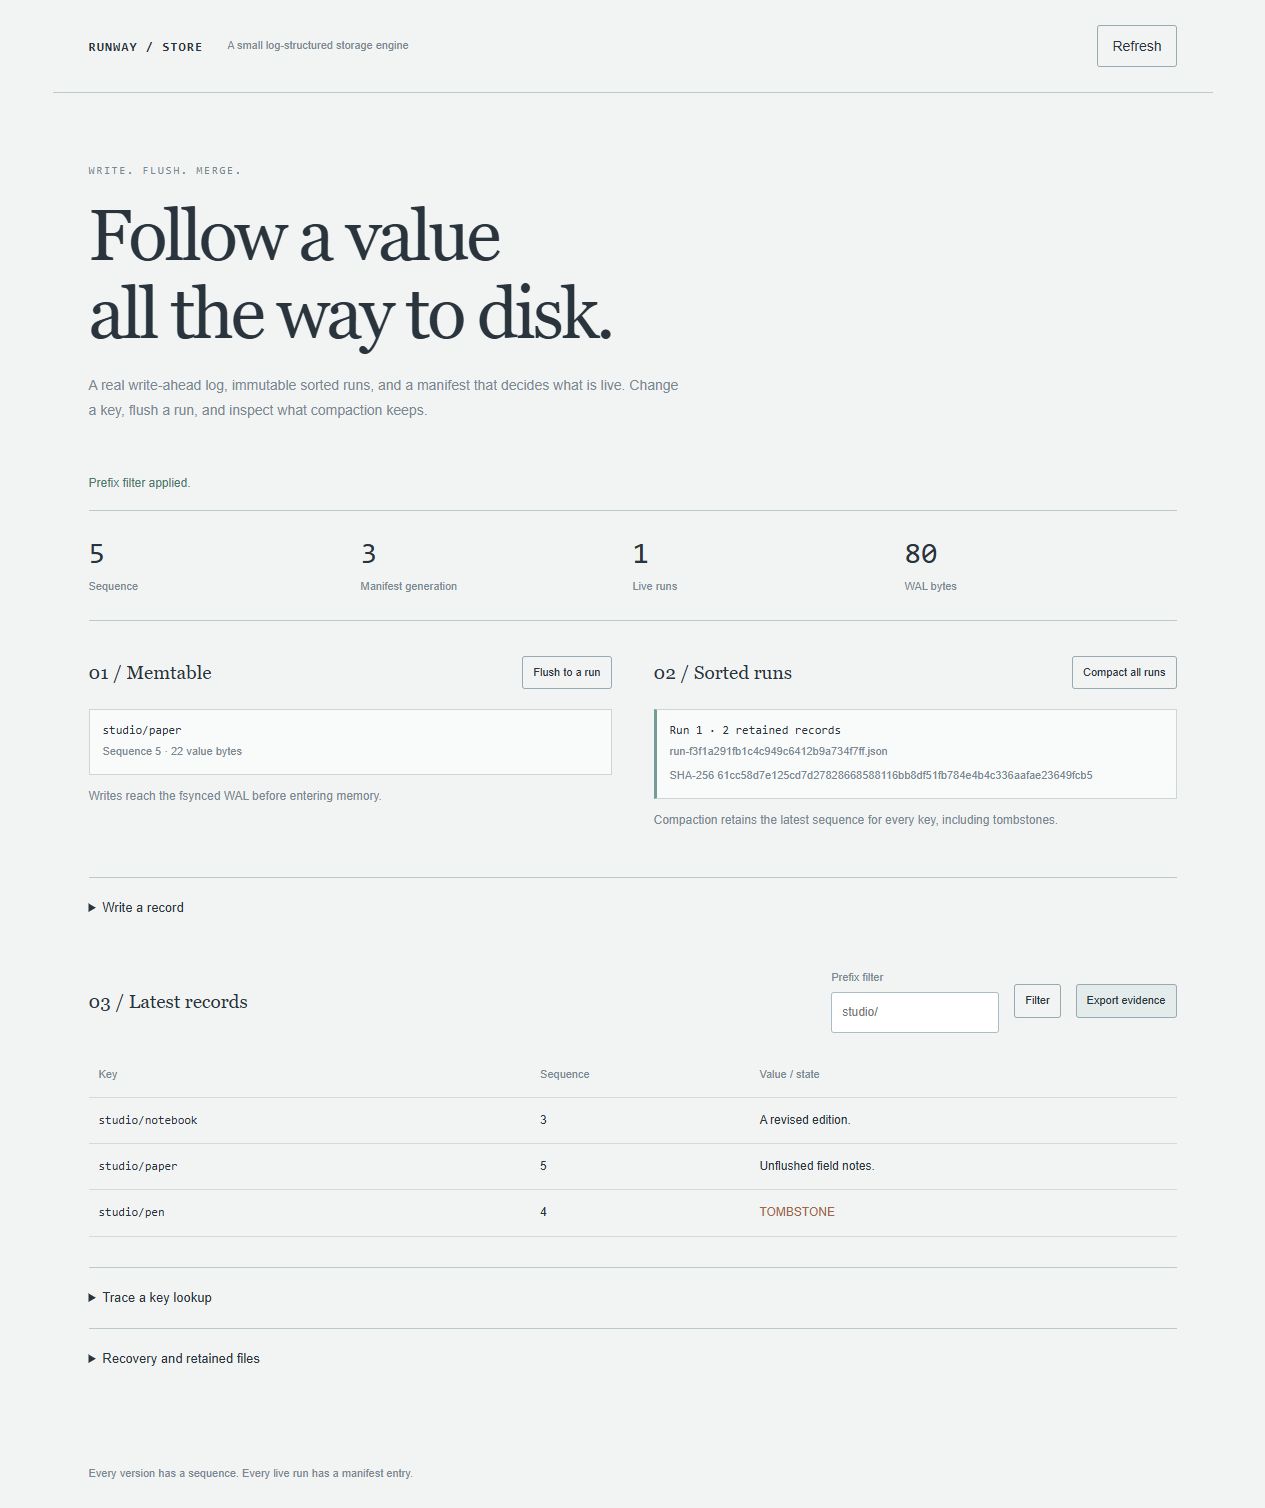 RUNWAY / STORE
A small log-structured storage engine
Refresh
WRITE. FLUSH. MERGE.
Follow a value
all the way to disk.
A real write-ahead log, immutable sorted runs, and a manifest that decides what is live. Change
a key, flush a run, and inspect what compaction keeps.
Prefix filter applied.
5
Sequence
3
Manifest generation
1
Live runs
80
WAL bytes
01 / Memtable
Flush to a run
studio/paper
Sequence 5 · 22 value bytes
Writes reach the fsynced WAL before entering memory.
02 / Sorted runs
Compact all runs
Run 1 · 2 retained records
run-f3f1a291fb1c4c949c6412b9a734f7ff.json
SHA-256 61cc58d7e125cd7d27828668588116bb8df51fb784e4b4c336aafae23649fcb5
Compaction retains the latest sequence for every key, including tombstones.
Write a record
03 / Latest records
Prefix filter
studio/
Filter
Export evidence
Key Sequence Value / state
studio/notebook 3 A revised edition.
studio/paper 5 Unflushed field notes.
studio/pen 4 TOMBSTONE
Trace a key lookup
Recovery and retained files
Every version has a sequence. Every live run has a manifest entry.